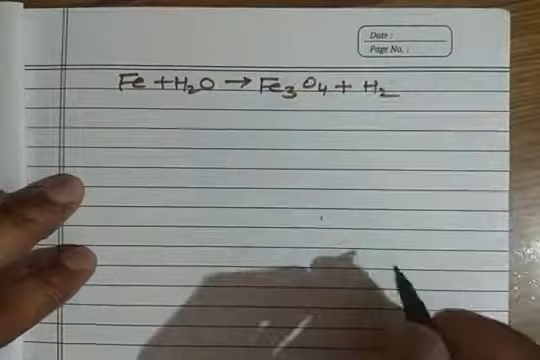 Date :
Page No. :
Fe + H₂O → Fe₃O₄ + H₂